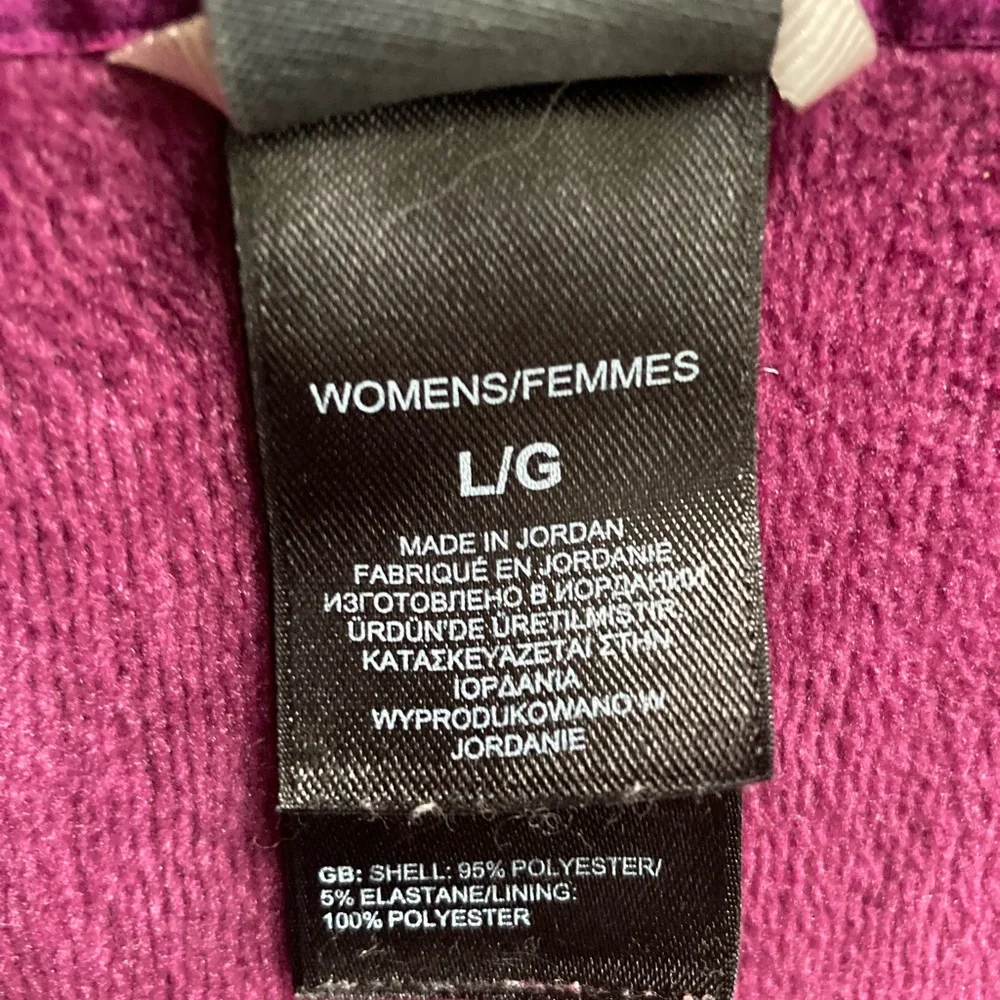 WOMENS/FEMMES
L/G
MADE IN JORDAN
FABRIQUÉ EN JORDANIE
ИЗГОТОВЛЕНО В ИОРДАНИИ
ÜRDÜN'DE ÜRETILMISTIR
ΚΑΤΑΣΚΕΥΑΖΕΤΑΙ ΣΤΗΝ
ΙΟΡΔΑΝΙΑ
WYPRODUKOWANO W
JORDANIE
GB: SHELL: 95% POLYESTER/
5% ELASTANE/LINING:
100% POLYESTER